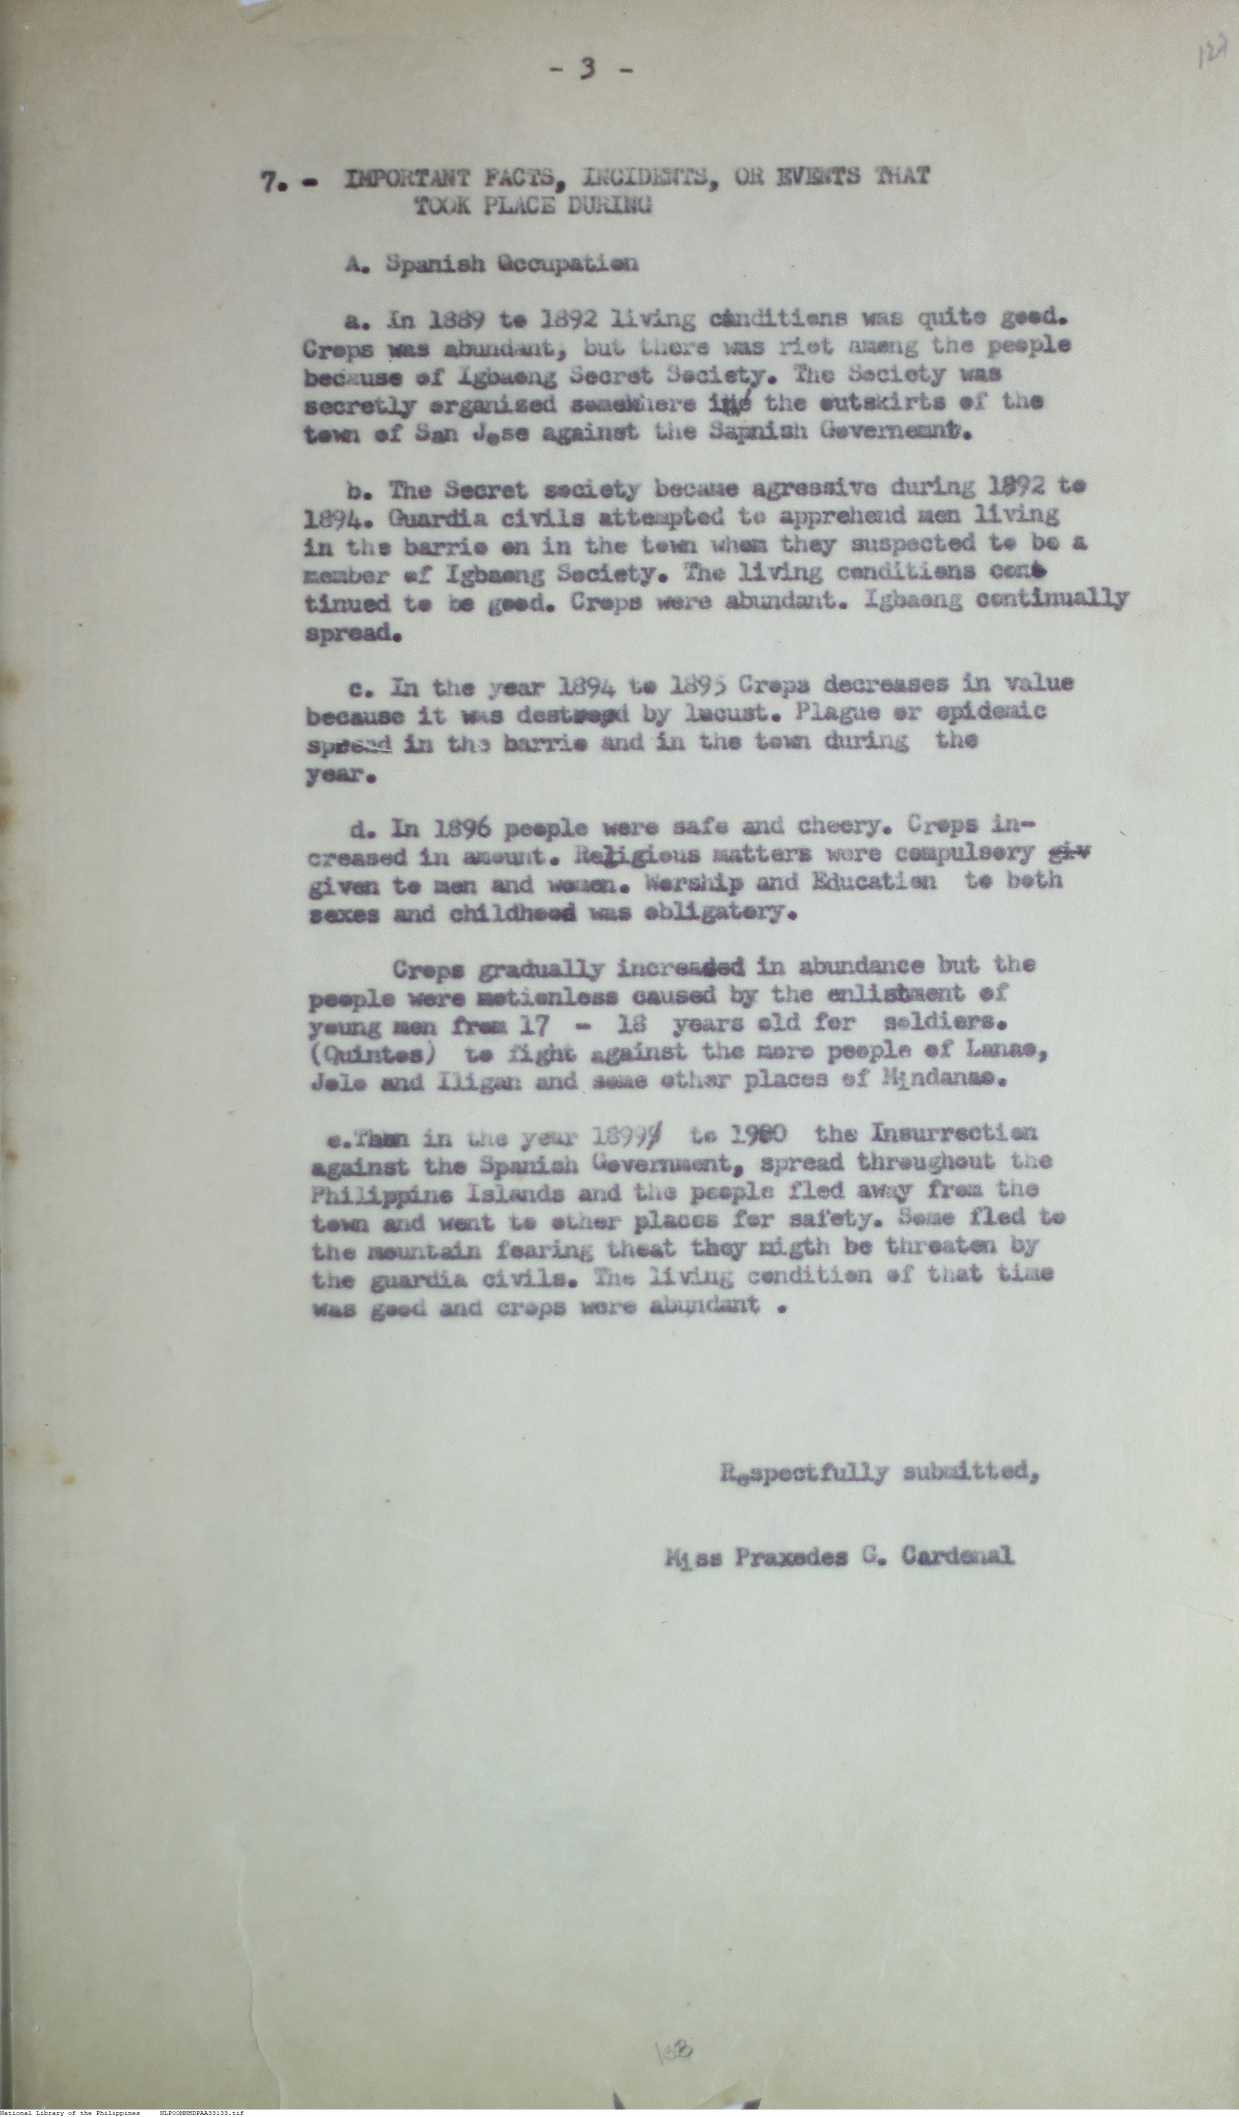 - 3 -
7. - IMPORTANT FACTS, INCIDENTS, OR EVENTS THAT
TOOK PLACE DURING
A. Spanish Occupation
a. In 1889 to 1892 living conditions was quite good.
Crops was abundant, but there was riot among the people
because of Igbaong Secret Society. The Society was
secretly organized somewhere in the outskirts of the
town of San Jose against the Sapnish Governemnt.
b. The Secret society became agressive during 1892 to
1894. Guardia civils attempted to apprehend men living
in the barrio on in the town whom they suspected to be a
member of Igbaong Society. The living conditions con-
tinued to be good. Crops were abundant. Igbaong continually
spread.
c. In the year 1894 to 1895 Crops decreases in value
because it was destroyed by locust. Plague or epidemic
spread in the barrio and in the town during the
year.
d. In 1896 people were safe and cheery. Crops in-
creased in amount. Religious matters were compulsory giv
given to men and women. Worship and Education to both
sexes and childhood was obligatory.
Crops gradually increased in abundance but the
people were motionless caused by the enlistment of
young men from 17 - 18 years old for soldiers.
(Quintos) to fight against the moro people of Lanao,
Jolo and Iligan and some other places of Mindanao.
e. Then in the year 1899 to 1900 the Insurrection
against the Spanish Government, spread throughout the
Philippine Islands and the people fled away from the
town and went to other places for safety. Some fled to
the mountain fearing theat they migth be threaten by
the guardia civils. The living condition of that time
was good and crops were abundant .
Respectfully submitted,
Miss Praxedes G. Cardenal
National Library of the Philippines NLPOOMNMDPAA33133.tif